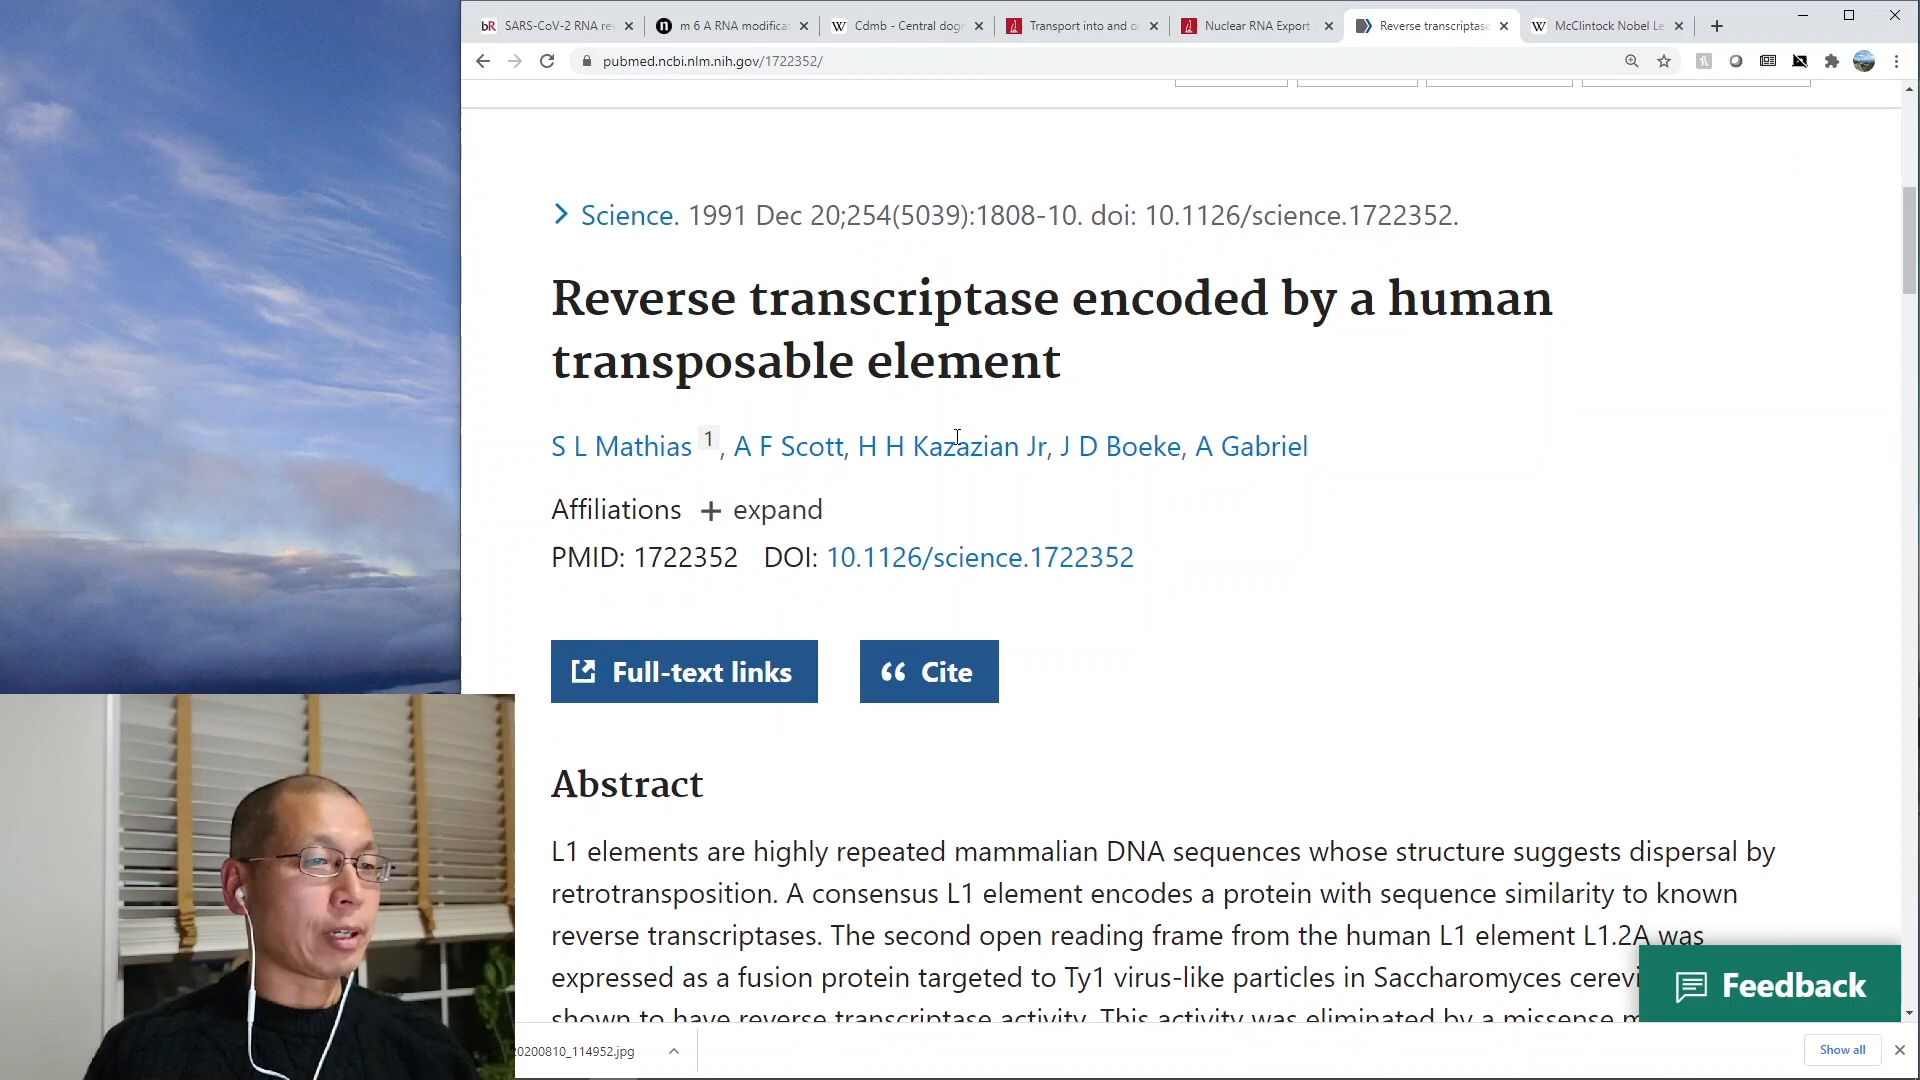 bR SARS-CoV-2 RNA re
n m 6 A RNA modificat
W Cdmb - Central dogr
Transport into and o
Nuclear RNA Export
Reverse transcriptase
W McClintock Nobel Le
pubmed.ncbi.nlm.nih.gov/1722352/
Science. 1991 Dec 20;254(5039):1808-10. doi: 10.1126/science.1722352.
Reverse transcriptase encoded by a human
transposable element
S L Mathias 1, A F Scott, H H Kazazian Jr, J D Boeke, A Gabriel
Affiliations + expand
PMID: 1722352 DOI: 10.1126/science.1722352
Full-text links
Cite
Abstract
L1 elements are highly repeated mammalian DNA sequences whose structure suggests dispersal by
retrotransposition. A consensus L1 element encodes a protein with sequence similarity to known
reverse transcriptases. The second open reading frame from the human L1 element L1.2A was
expressed as a fusion protein targeted to Ty1 virus-like particles in Saccharomyces cerevi
shown to have reverse transcriptase activity. This activity was eliminated by a missense m
Feedback
20200810_114952.jpg
Show all